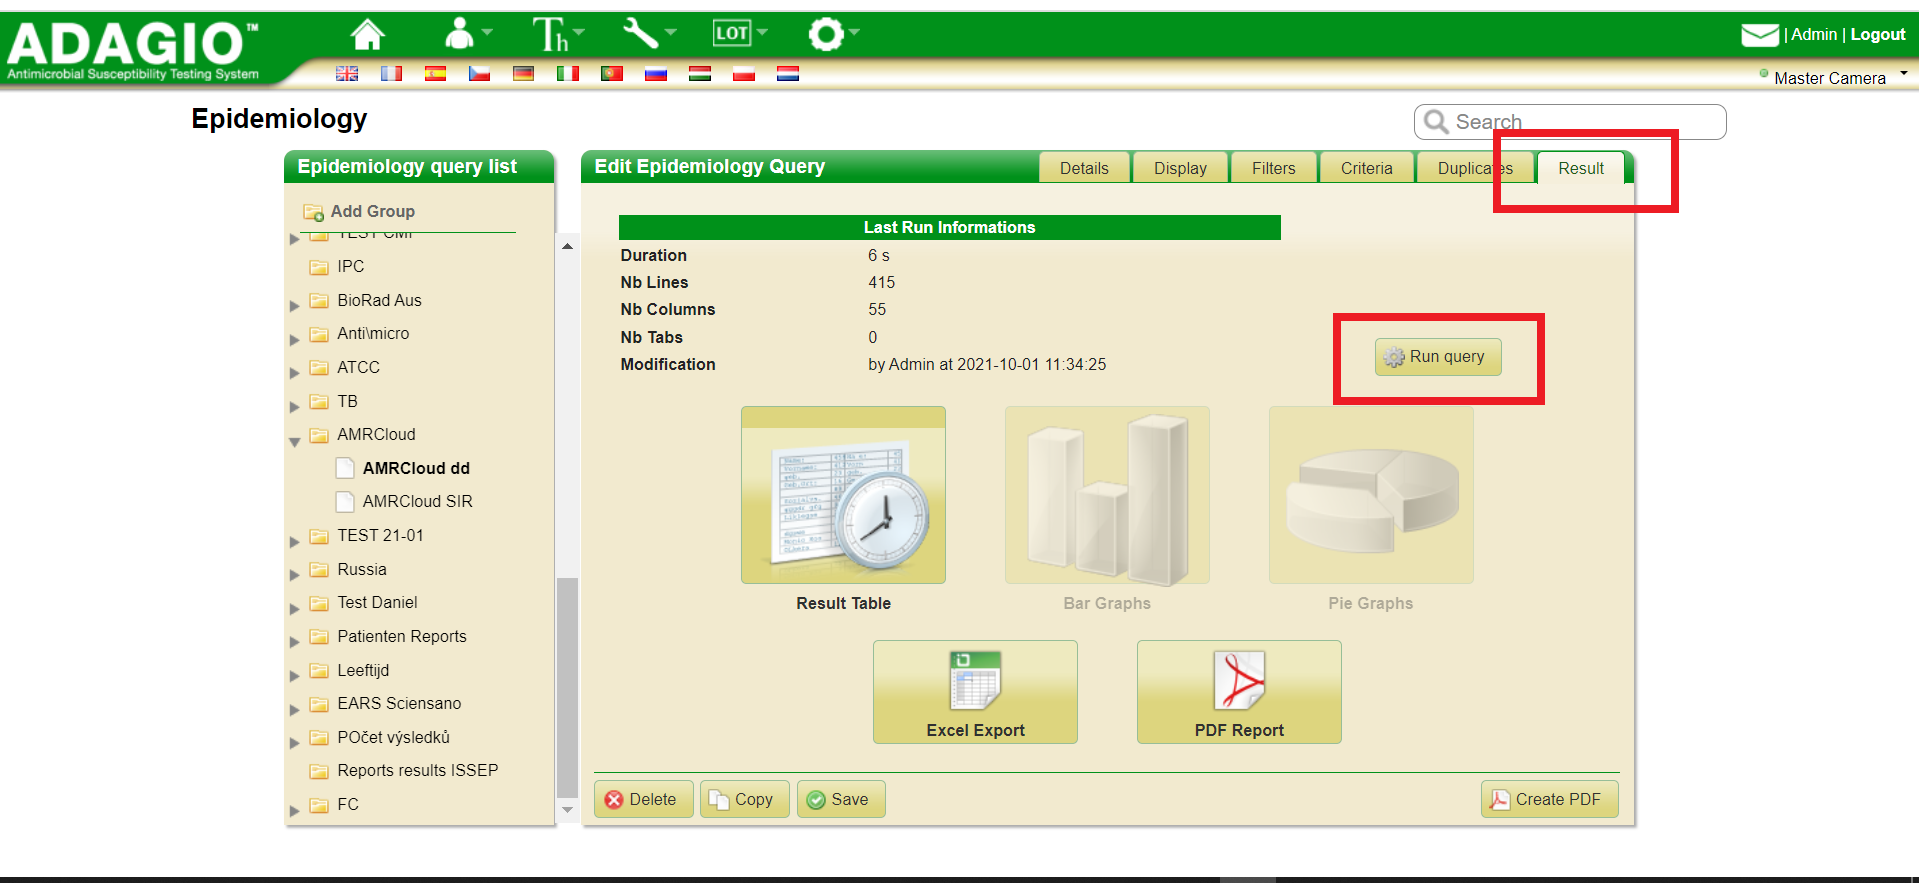 ADAGIO™
Antimicrobial Susceptibility Testing System
Th
LOT
| Admin | Logout
Master Camera
Epidemiology
Search
Epidemiology query list
Add Group
TEST CMI
IPC
BioRad Aus
Anti\micro
ATCC
TB
AMRCloud
AMRCloud dd
AMRCloud SIR
TEST 21-01
Russia
Test Daniel
Patienten Reports
Leeftijd
EARS Sciensano
POčet výsledků
Reports results ISSEP
FC
Edit Epidemiology Query
Details
Display
Filters
Criteria
Duplicates
Result
Last Run Informations
Duration 6 s
Nb Lines 415
Nb Columns 55
Nb Tabs 0
Modification by Admin at 2021-10-01 11:34:25
Run query
Result Table
Bar Graphs
Pie Graphs
Excel Export
PDF Report
Delete
Copy
Save
Create PDF